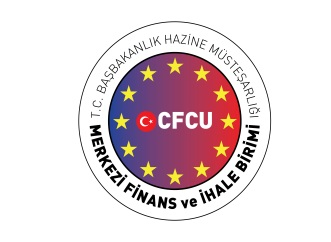 T.C. BAŞBAKANLIK HAZİNE MÜSTEŞARLIĞI
CFCU
MERKEZİ FİNANS ve İHALE BİRİMİ